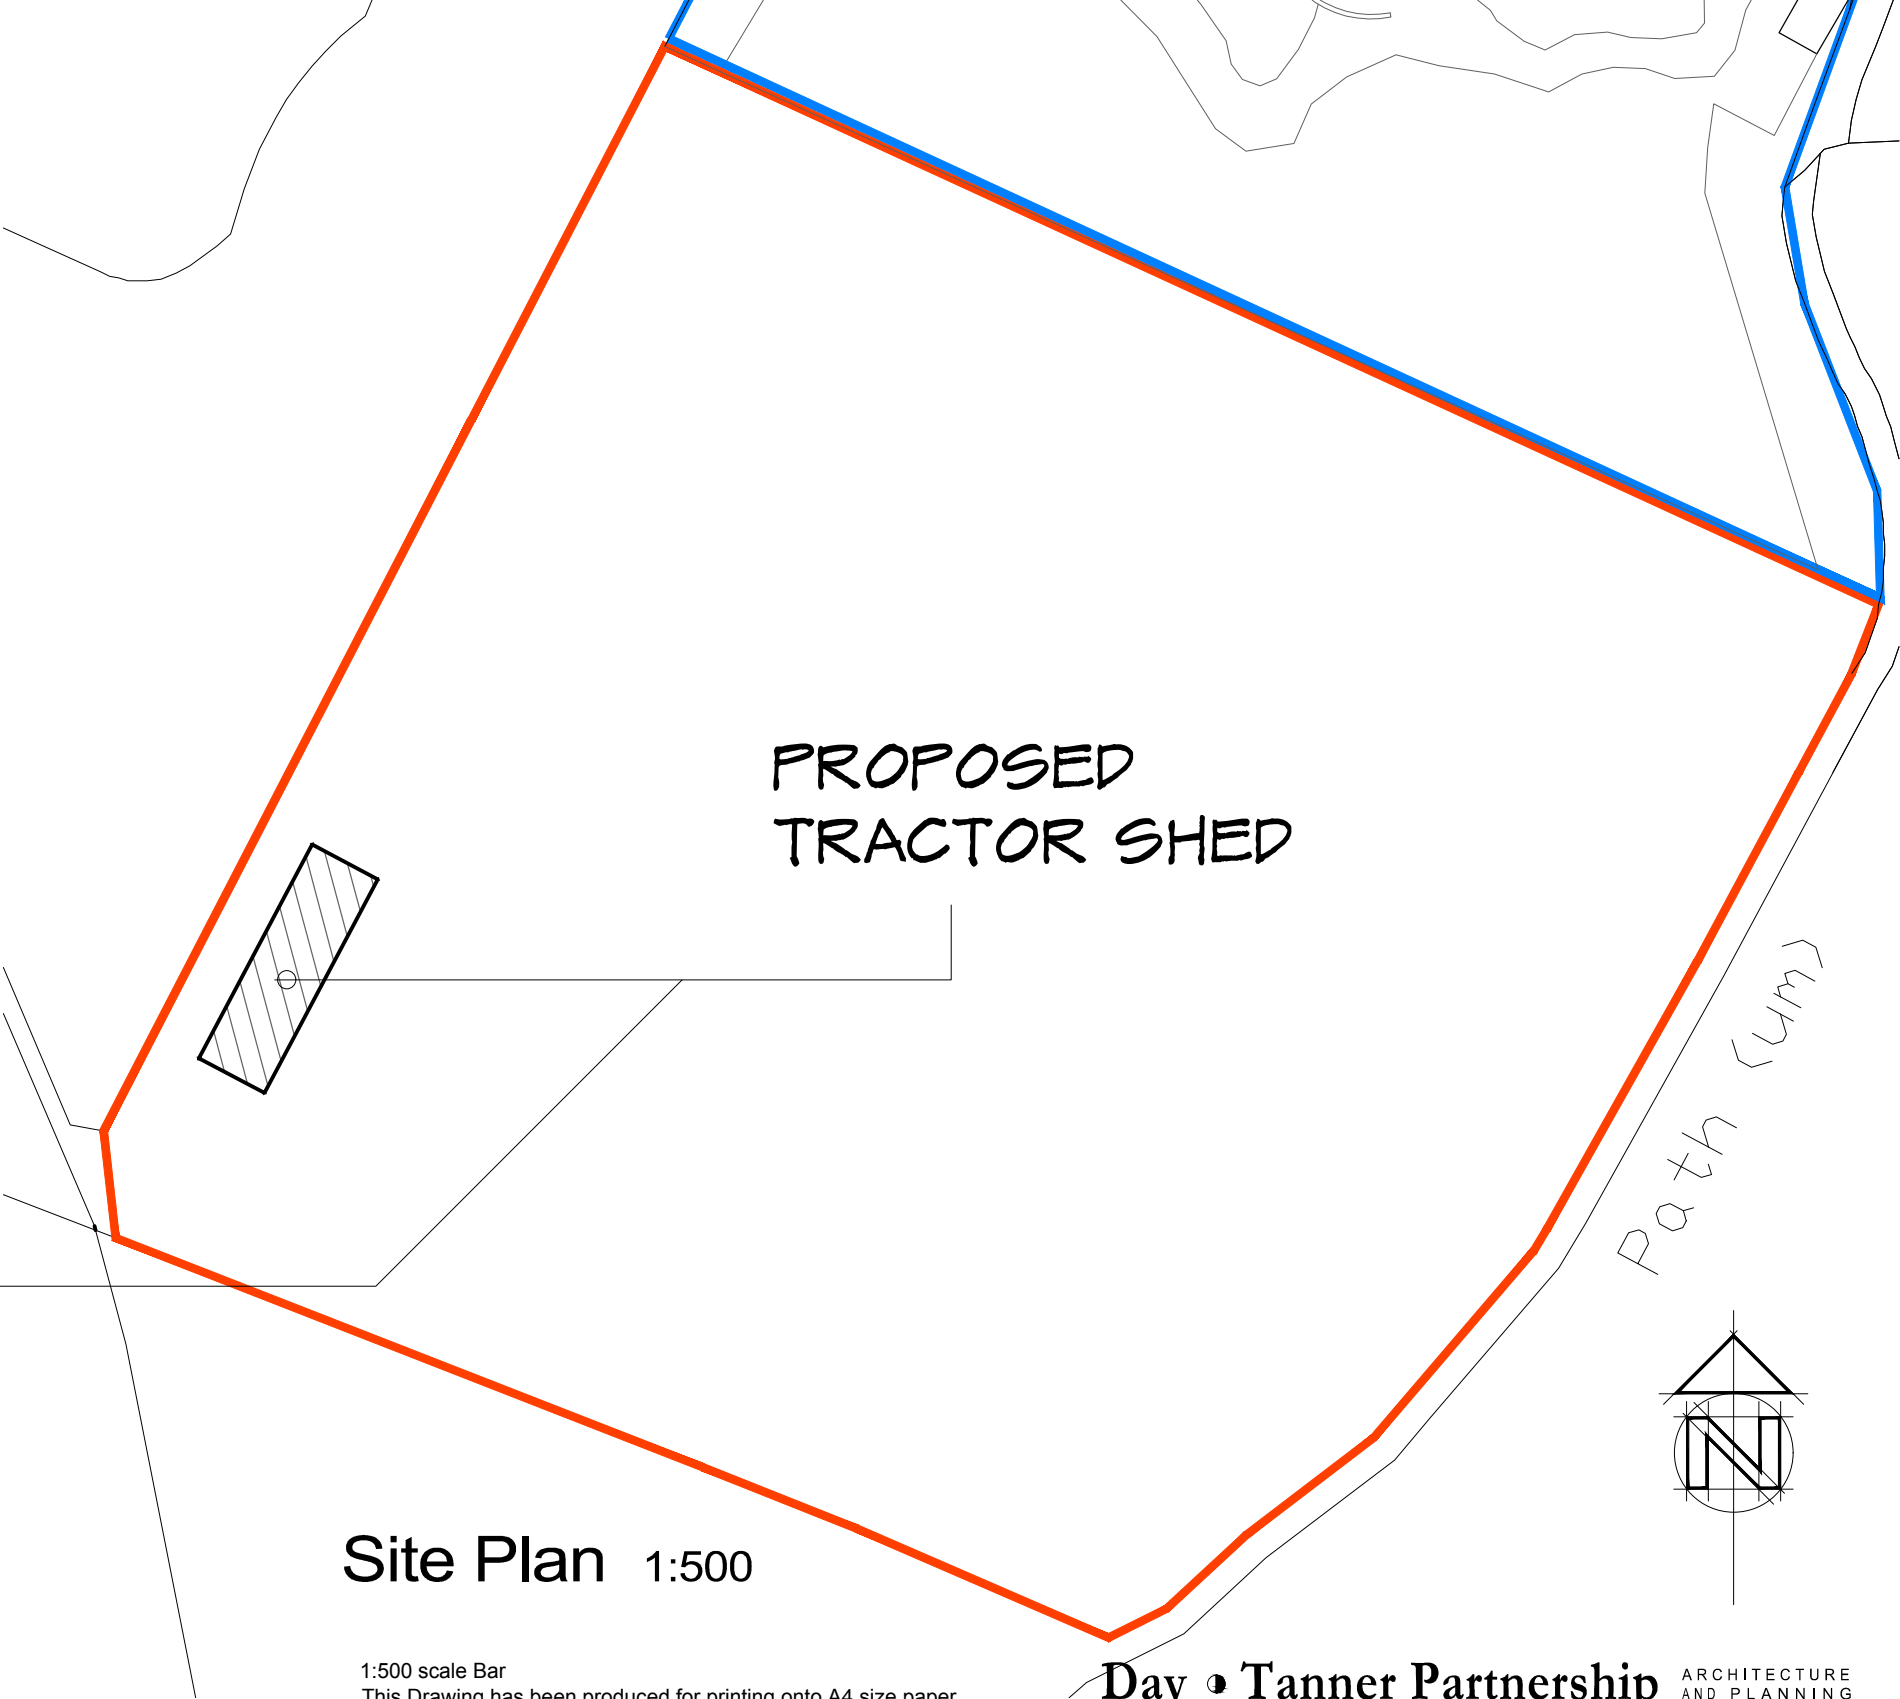 PROPOSED
TRACTOR SHED
Path (um)
N
Site Plan 1:500
1:500 scale Bar
This Drawing has been produced for printing onto A4 size paper
Day Tanner Partnership
ARCHITECTURE
AND PLANNING